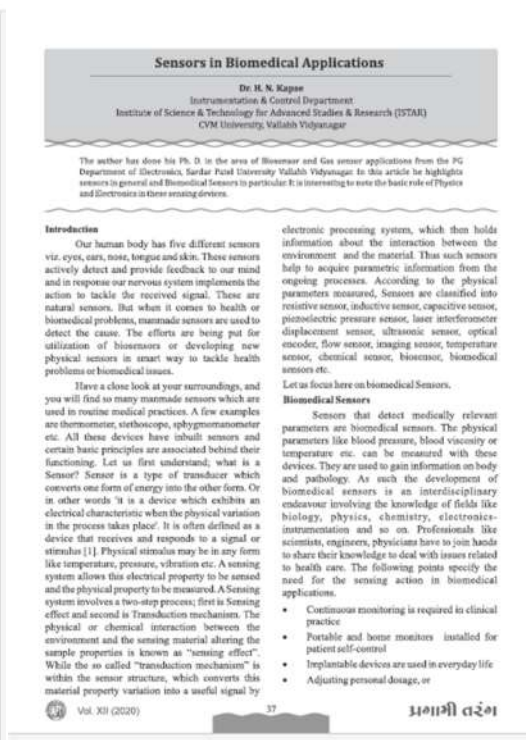 Sensors in Biomedical Applications
Dr. H. N. Kapse
Instrumentation & Control Department
Institute of Science & Technology for Advanced Studies & Research (ISTAR)
CVM University, Vallabh Vidyanagar
The author has done his Ph. D. in the area of Biosensor and Gas sensor applications from the PG
Department of Electronics, Sardar Patel University Vallabh Vidyanagar. In this article he highlights
sensors in general and Biomedical Sensors in particular. It is interesting to note the basic role of Physics
and Electronics in these sensing devices.
Introduction
Our human body has five different sensors
viz. eyes, ears, nose, tongue and skin. These sensors
actively detect and provide feedback to our mind
and in response our nervous system implements the
action to tackle the received signal. These are
natural sensors. But when it comes to health or
biomedical problems, manmade sensors are used to
detect the cause. The efforts are being put for
utilization of biosensors or developing new
physical sensors in smart way to tackle health
problems or biomedical issues.
Have a close look at your surroundings, and
you will find so many manmade sensors which are
used in routine medical practices. A few examples
are thermometer, stethoscope, sphygmomanometer
etc. All these devices have inbuilt sensors and
certain basic principles are associated behind their
functioning. Let us first understand; what is a
Sensor? Sensor is a type of transducer which
converts one form of energy into the other form. Or
in other words 'it is a device which exhibits an
electrical characteristic when the physical variation
in the process takes place'. It is often defined as a
device that receives and responds to a signal or
stimulus [1]. Physical stimulus may be in any form
like temperature, pressure, vibration etc. A sensing
system allows this electrical property to be sensed
and the physical property to be measured. A Sensing
system involves a two-step process; first is Sensing
effect and second is Transduction mechanism. The
physical or chemical interaction between the
environment and the sensing material altering the
sample properties is known as "sensing effect".
While the so called "transduction mechanism" is
within the sensor structure, which converts this
material property variation into a useful signal by
electronic processing system, which then holds
information about the interaction between the
environment and the material. Thus such sensors
help to acquire parametric information from the
ongoing processes. According to the physical
parameters measured, Sensors are classified into
resistive sensor, inductive sensor, capacitive sensor,
piezoelectric pressure sensor, laser interferometer
displacement sensor, ultrasonic sensor, optical
encoder, flow sensor, imaging sensor, temperature
sensor, chemical sensor, biosensor, biomedical
sensors etc.
Let us focus here on biomedical Sensors.
Biomedical Sensors
Sensors that detect medically relevant
parameters are biomedical sensors. The physical
parameters like blood pressure, blood viscosity or
temperature etc. can be measured with these
devices. They are used to gain information on body
and pathology. As such the development of
biomedical sensors is an interdisciplinary
endeavour involving the knowledge of fields like
biology, physics, chemistry, electronics-
instrumentation and so on. Professionals like
scientists, engineers, physicians have to join hands
to share their knowledge to deal with issues related
to health care. The following points specify the
need for the sensing action in biomedical
applications.
• Continuous monitoring is required in clinical
practice
• Portable and home monitors installed for
patient self-control
• Implantable devices are used in everyday life
• Adjusting personal dosage, or
Vol. XII (2020)
37
પ્રગામી તરંગ